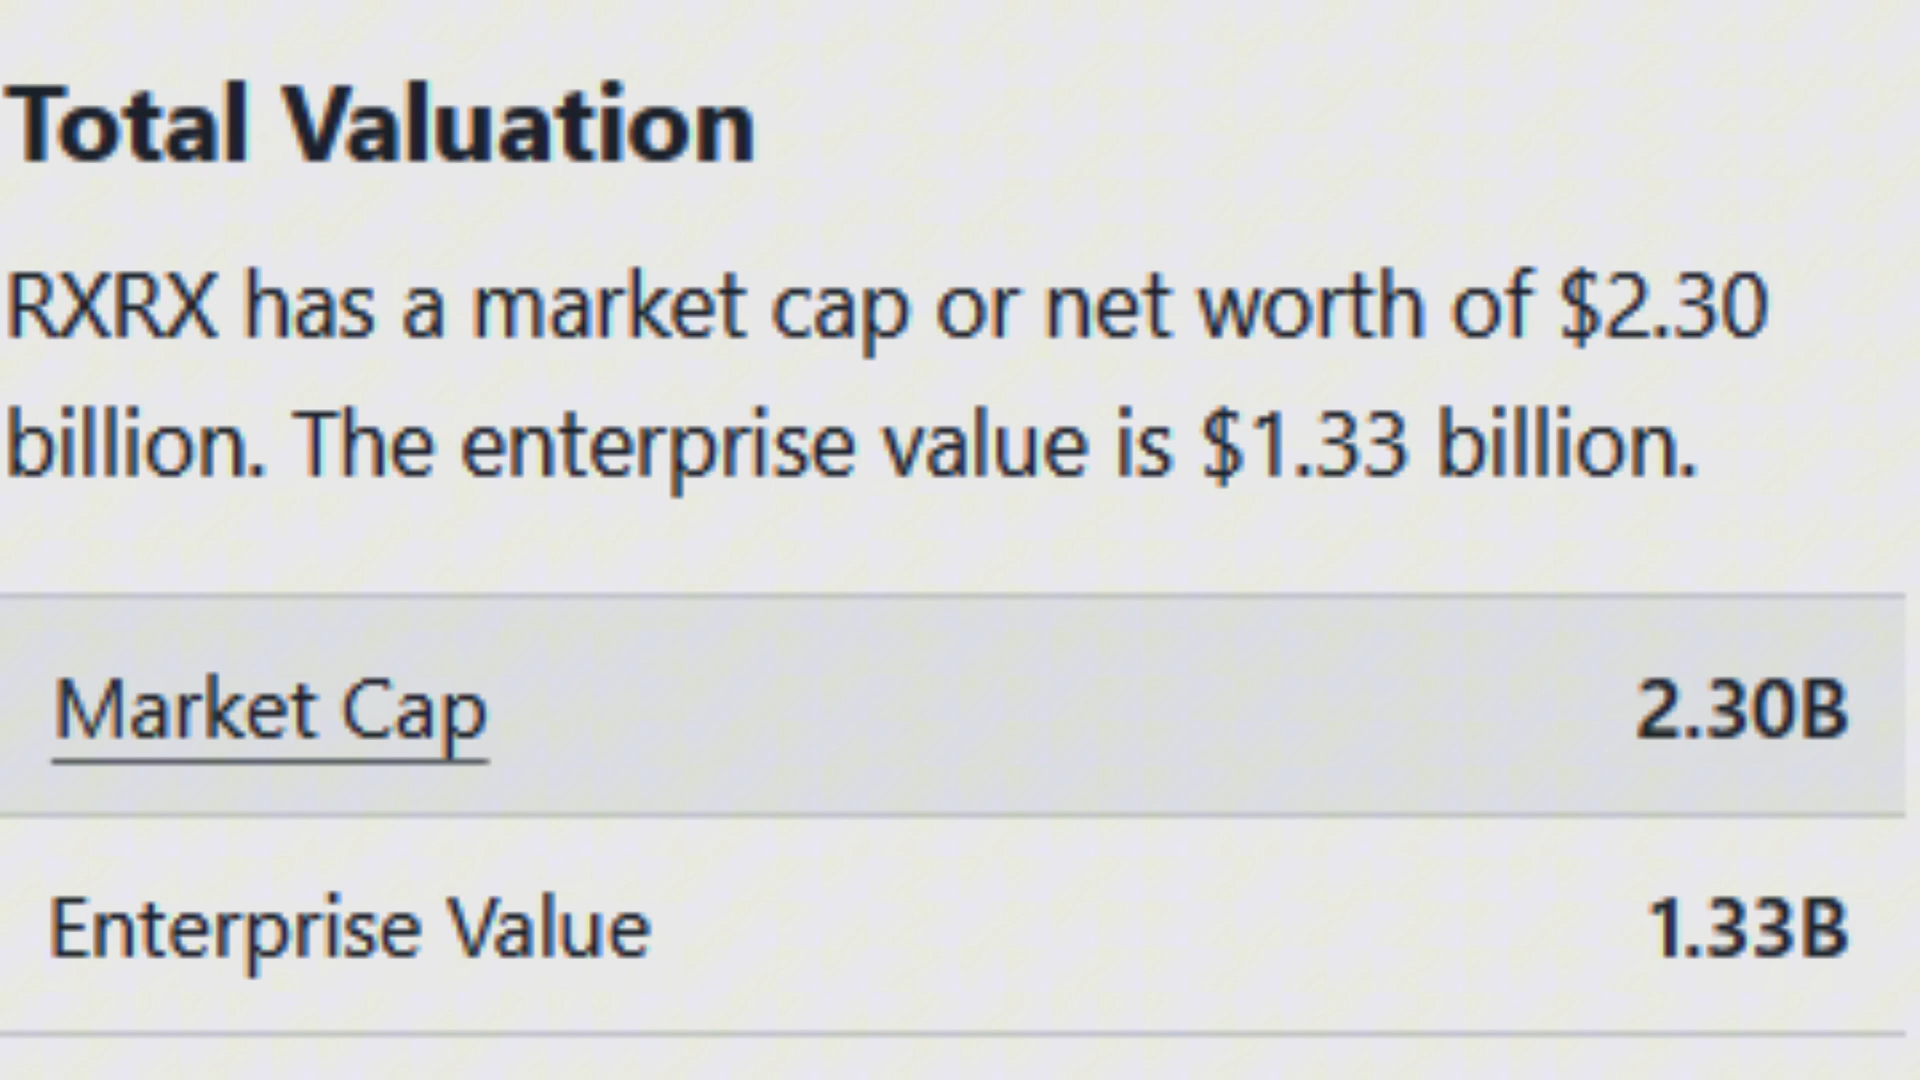 Total Valuation
RXRX has a market cap or net worth of $2.30
billion. The enterprise value is $1.33 billion.
Market Cap 2.30B
Enterprise Value 1.33B